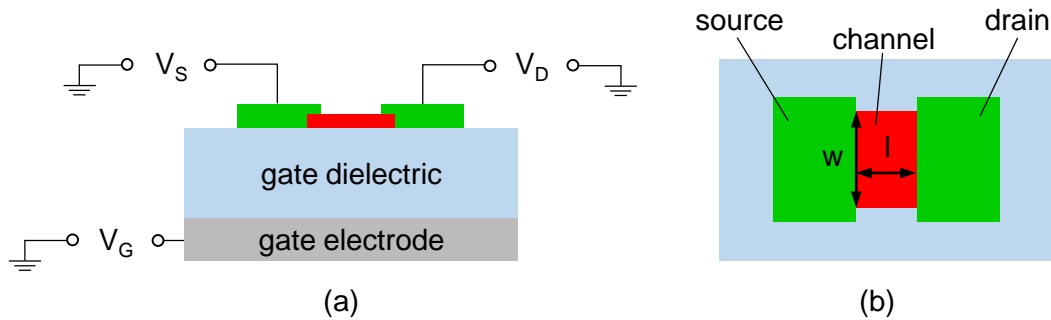 source
drain
channel
V_S
V_D
w
l
gate dielectric
V_G
gate electrode
(a)
(b)